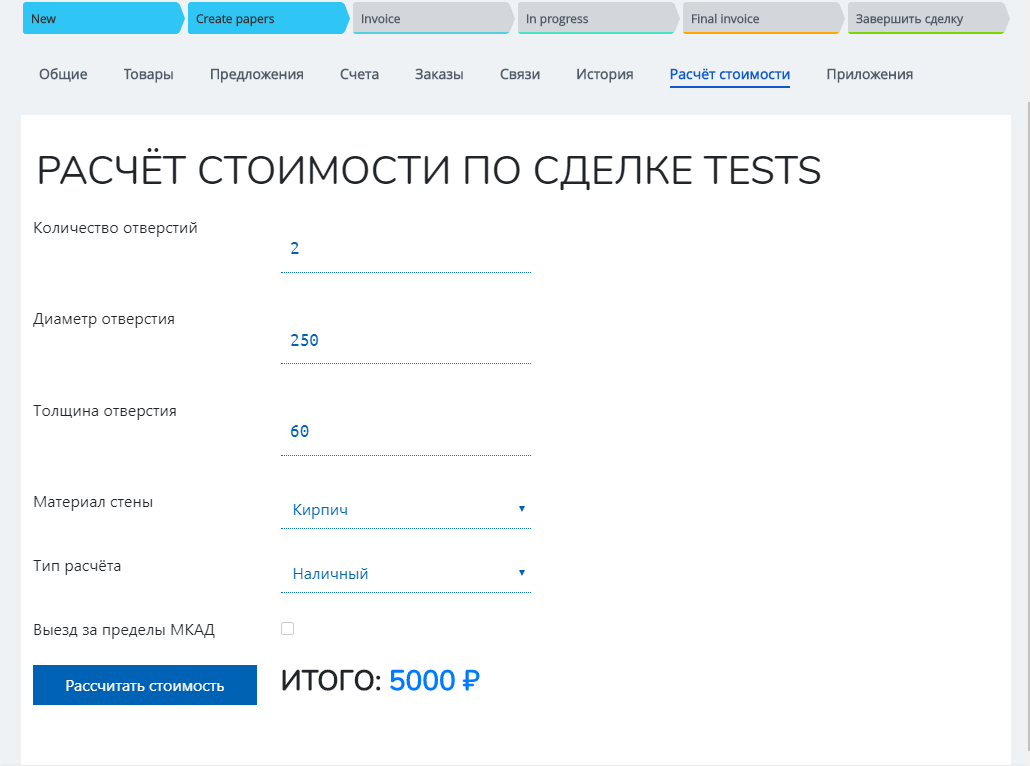 New
Create papers
Invoice
In progress
Final invoice
Завершить сделку
Общие
Товары
Предложения
Счета
Заказы
Связи
История
Расчёт стоимости
Приложения
РАСЧЁТ СТОИМОСТИ ПО СДЕЛКЕ TESTS
Количество отверстий
2
Диаметр отверстия
250
Толщина отверстия
60
Материал стены
Кирпич
Тип расчёта
Наличный
Выезд за пределы МКАД
Рассчитать стоимость
ИТОГО: 5000 ₽